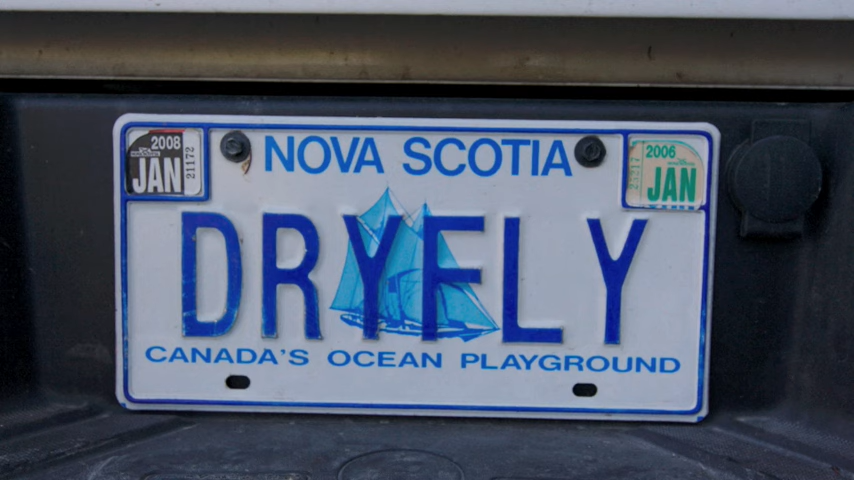 2008
JAN
21172
NOVA SCOTIA
2006
JAN
DRYFLY
CANADA'S OCEAN PLAYGROUND